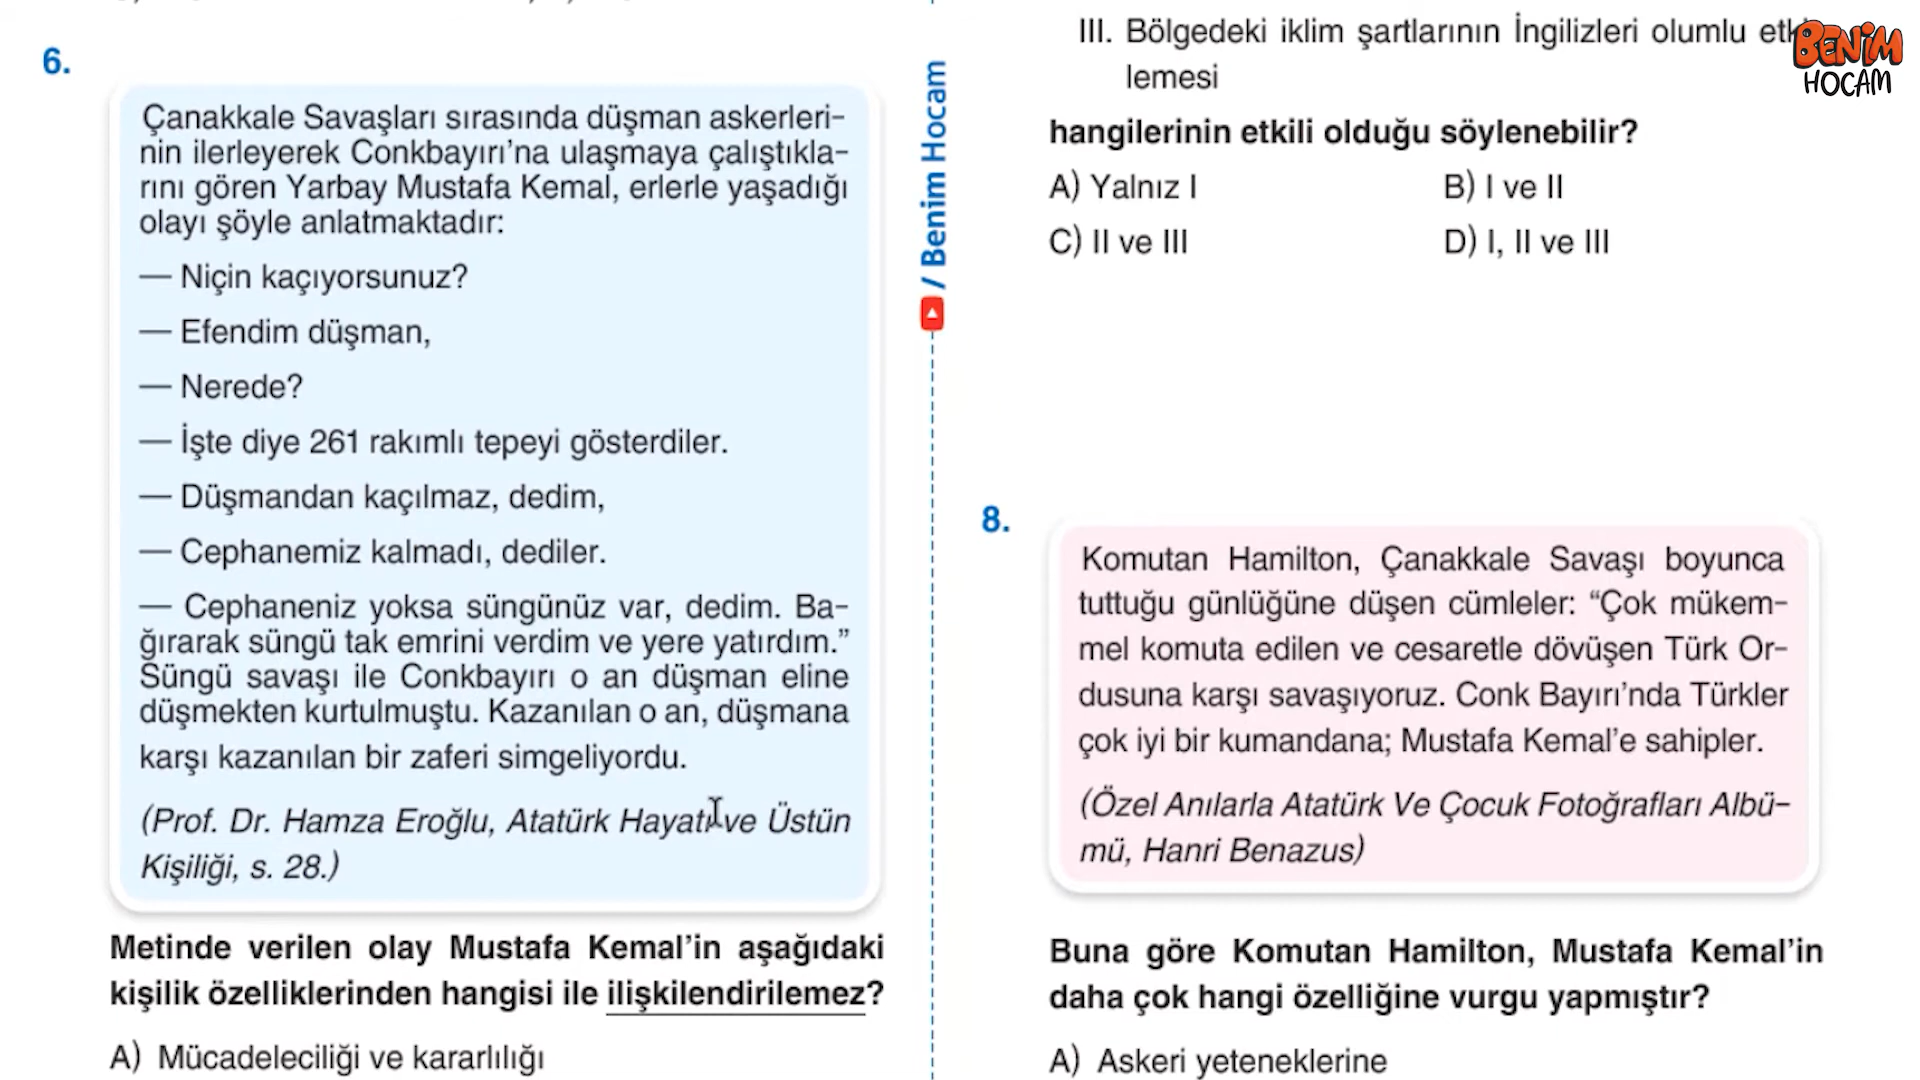 6.
Çanakkale Savaşları sırasında düşman askerleri-
nin ilerleyerek Conkbayırı’na ulaşmaya çalıştıkla-
rını gören Yarbay Mustafa Kemal, erlerle yaşadığı
olayı şöyle anlatmaktadır:
— Niçin kaçıyorsunuz?
— Efendim düşman,
— Nerede?
— İşte diye 261 rakımlı tepeyi gösterdiler.
— Düşmandan kaçılmaz, dedim,
— Cephanemiz kalmadı, dediler.
— Cephaneniz yoksa süngünüz var, dedim. Ba-
ğırarak süngü tak emrini verdim ve yere yatırdım.”
Süngü savaşı ile Conkbayırı o an düşman eline
düşmekten kurtulmuştu. Kazanılan o an, düşmana
karşı kazanılan bir zaferi simgeliyordu.
(Prof. Dr. Hamza Eroğlu, Atatürk Hayatı ve Üstün
Kişiliği, s. 28.)
Metinde verilen olay Mustafa Kemal’in aşağıdaki
kişilik özelliklerinden hangisi ile ilişkilendirilemez?
A) Mücadeleciliği ve kararlılığı
/ Benim Hocam
III. Bölgedeki iklim şartlarının İngilizleri olumlu etki-
lemesi
hangilerinin etkili olduğu söylenebilir?
A) Yalnız I
B) I ve II
C) II ve III
D) I, II ve III
8.
Komutan Hamilton, Çanakkale Savaşı boyunca
tuttuğu günlüğüne düşen cümleler: “Çok mükem-
mel komuta edilen ve cesaretle dövüşen Türk Or-
dusuna karşı savaşıyoruz. Conk Bayırı’nda Türkler
çok iyi bir kumandana; Mustafa Kemal’e sahipler.
(Özel Anılarla Atatürk Ve Çocuk Fotoğrafları Albü-
mü, Hanri Benazus)
Buna göre Komutan Hamilton, Mustafa Kemal’in
daha çok hangi özelliğine vurgu yapmıştır?
A) Askeri yeteneklerine
BENİM
HOCAM